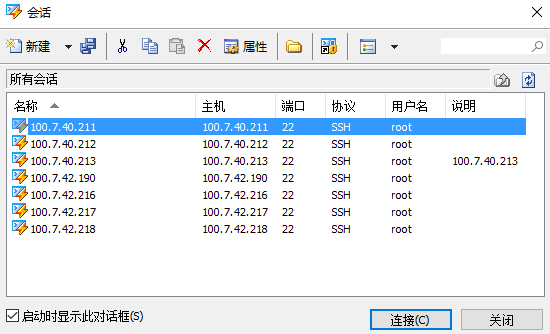 会话
新建 属性
所有会话
名称 主机 端口 协议 用户名 说明
100.7.40.211 100.7.40.211 22 SSH root
100.7.40.212 100.7.40.212 22 SSH root
100.7.40.213 100.7.40.213 22 SSH root 100.7.40.213
100.7.42.190 100.7.42.190 22 SSH root
100.7.42.216 100.7.42.216 22 SSH root
100.7.42.217 100.7.42.217 22 SSH root
100.7.42.218 100.7.42.218 22 SSH root
启动时显示此对话框(S) 连接(C) 关闭